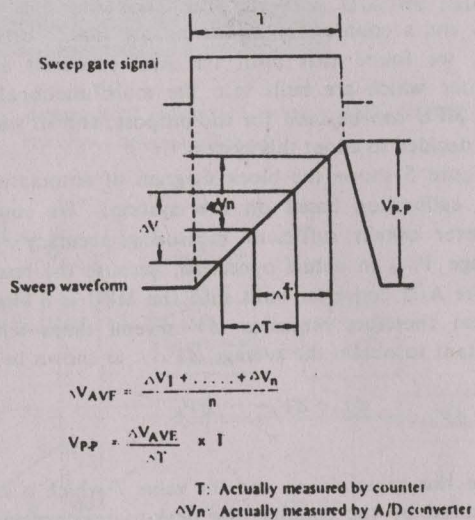 T
Sweep gate signal
ΔVn
ΔV
VP-P
Sweep waveform
ΔT
ΔT
ΔVAVE = ΔV1 + ..... + ΔVn
n
VP-P = ΔVAVE × T
ΔT
T: Actually measured by counter
ΔVn: Actually measured by A/D converter